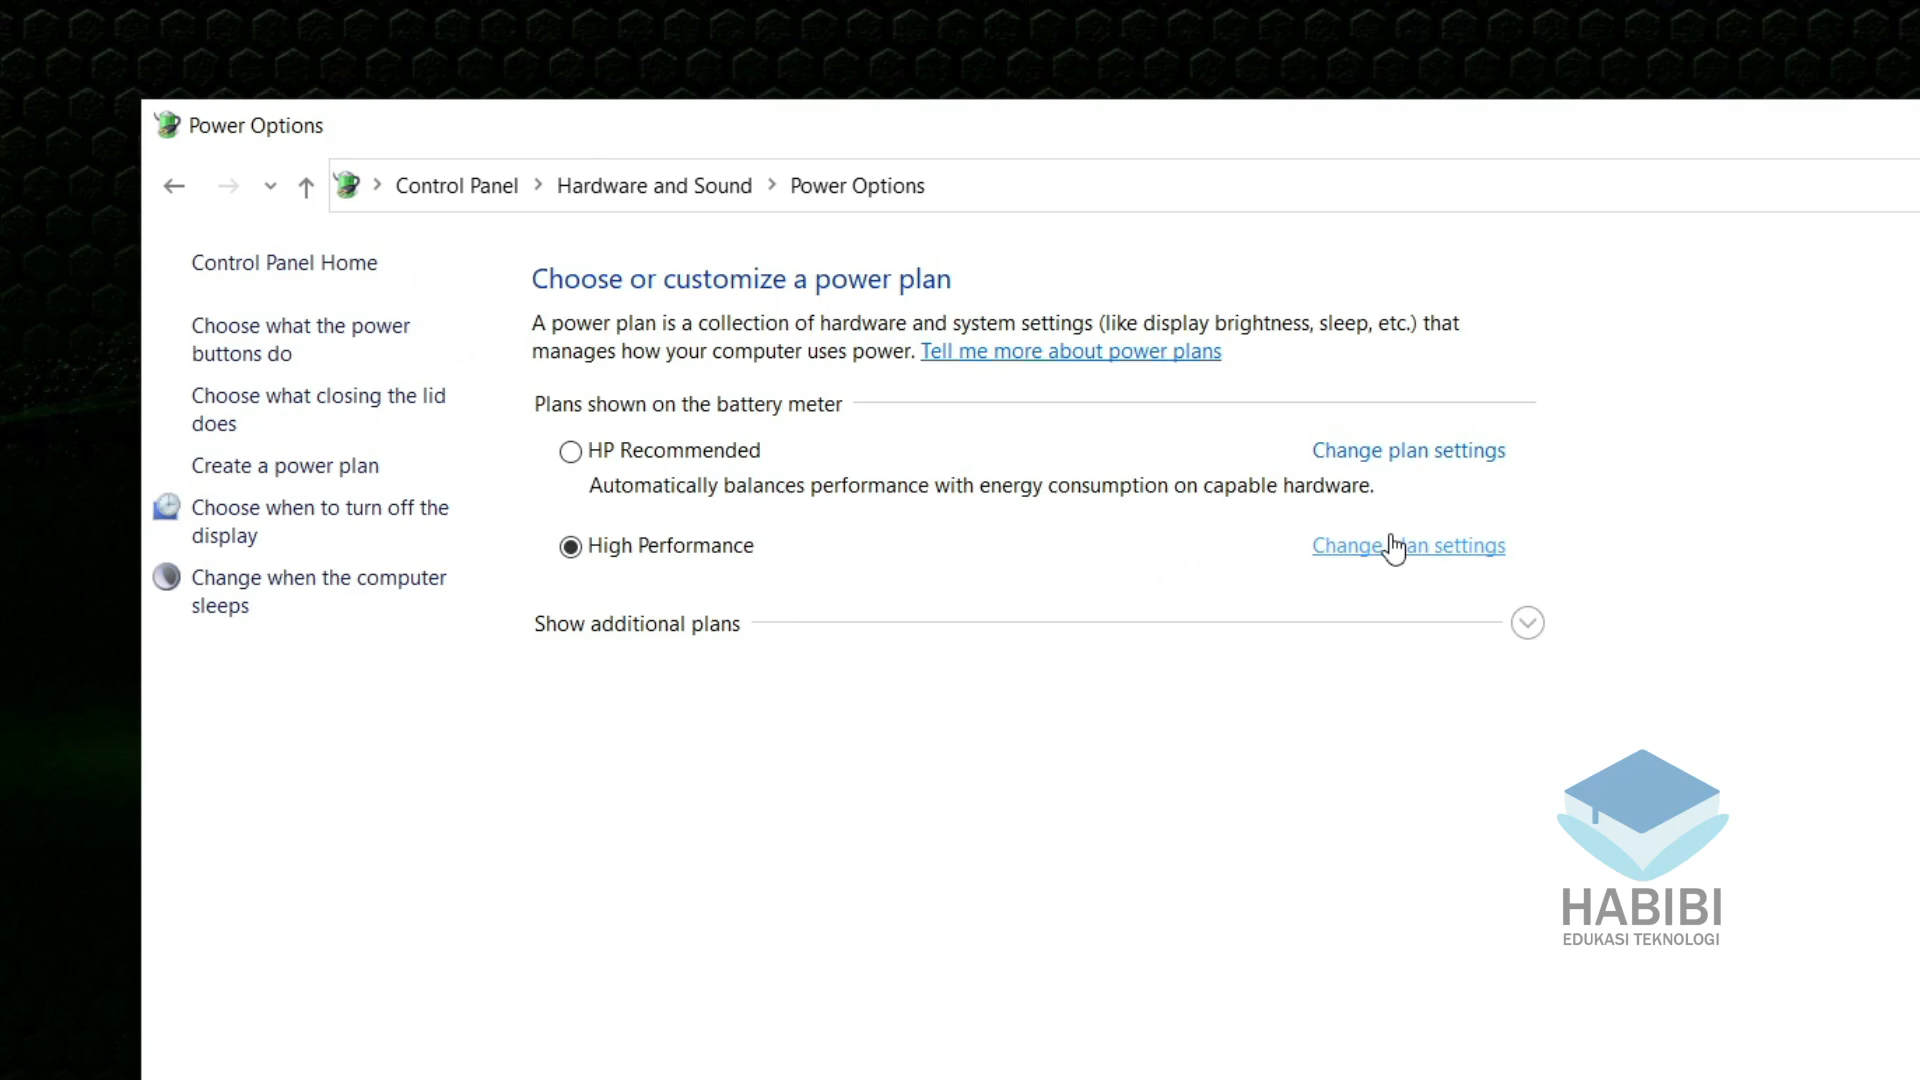 Power Options
Control Panel > Hardware and Sound > Power Options
Control Panel Home
Choose what the power
buttons do
Choose what closing the lid
does
Create a power plan
Choose when to turn off the
display
Change when the computer
sleeps
Choose or customize a power plan
A power plan is a collection of hardware and system settings (like display brightness, sleep, etc.) that
manages how your computer uses power. Tell me more about power plans
Plans shown on the battery meter
HP Recommended Change plan settings
Automatically balances performance with energy consumption on capable hardware.
High Performance Change plan settings
Show additional plans
HABIBI
EDUKASI TEKNOLOGI